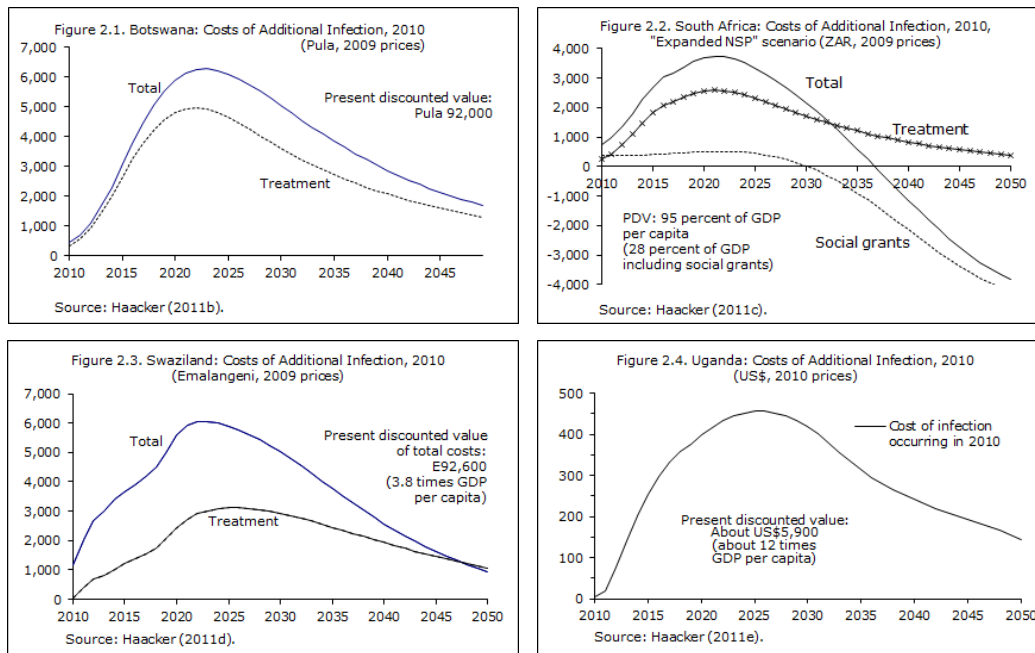 Figure 2.1. Botswana: Costs of Additional Infection, 2010
(Pula, 2009 prices)
7,000
6,000
5,000
4,000
3,000
2,000
1,000
0
Total
Treatment
Present discounted value:
Pula 92,000
2010 2015 2020 2025 2030 2035 2040 2045
Source: Haacker (2011b).
Figure 2.2. South Africa: Costs of Additional Infection, 2010,
"Expanded NSP" scenario (ZAR, 2009 prices)
4,000
3,000
2,000
1,000
0
-1,000
-2,000
-3,000
-4,000
Total
Treatment
2010 2015 2020 2025 2030 2035 2040 2045 2050
PDV: 95 percent of GDP
per capita
(28 percent of GDP
including social grants)
Social grants
Source: Haacker (2011c).
Figure 2.3. Swaziland: Costs of Additional Infection, 2010
(Emalangeni, 2009 prices)
7,000
6,000
5,000
4,000
3,000
2,000
1,000
0
Total
Present discounted value
of total costs:
E92,600
(3.8 times GDP
per capita)
Treatment
2010 2015 2020 2025 2030 2035 2040 2045 2050
Source: Haacker (2011d).
Figure 2.4. Uganda: Costs of Additional Infection, 2010
(US$, 2010 prices)
500
400
300
200
100
0
Cost of infection
occurring in 2010
Present discounted value:
About US$5,900
(about 12 times
GDP per capita)
2010 2015 2020 2025 2030 2035 2040 2045 2050
Source: Haacker (2011e).